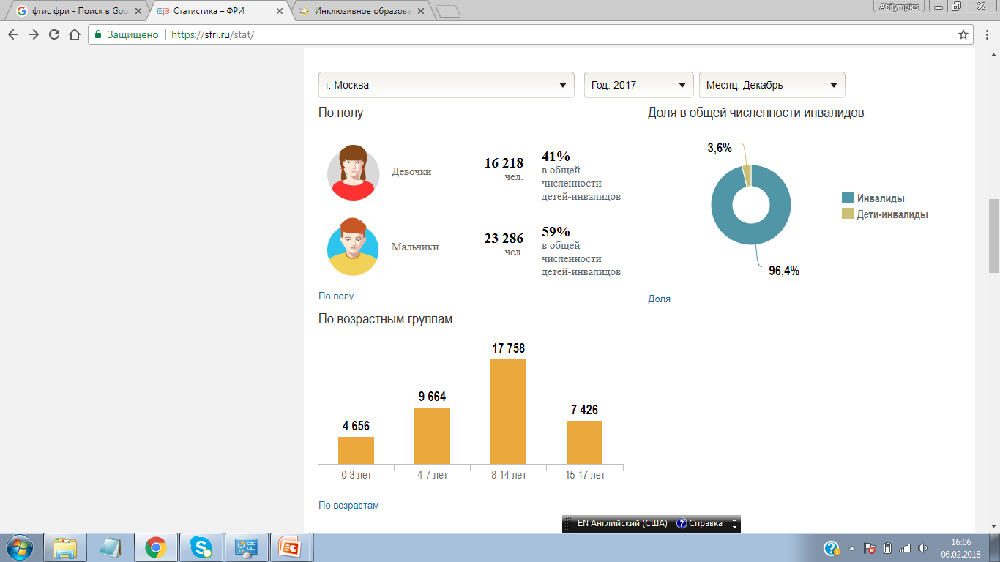 фгис фри - Поиск в Goo
Статистика – ФРИ
Инклюзивное образова
Abilympics
Защищено
https://sfri.ru/stat/
г. Москва
Год: 2017
Месяц: Декабрь
По полу
Девочки
16 218
чел.
41%
в общей
численности
детей-инвалидов
Мальчики
23 286
чел.
59%
в общей
численности
детей-инвалидов
По полу
Доля в общей численности инвалидов
3,6%
96,4%
Инвалиды
Дети-инвалиды
Доля
По возрастным группам
4 656
9 664
17 758
7 426
0-3 лет
4-7 лет
8-14 лет
15-17 лет
По возрастам
EN Английский (США)
Справка
16:06
06.02.2018